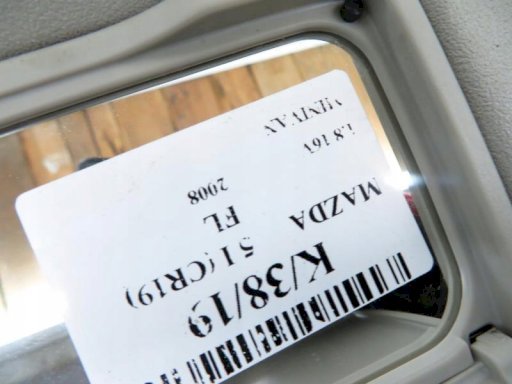 K/38/19
MAZDA 5 I (CR19)
FL
1.8 16V 2008
MINIVAN